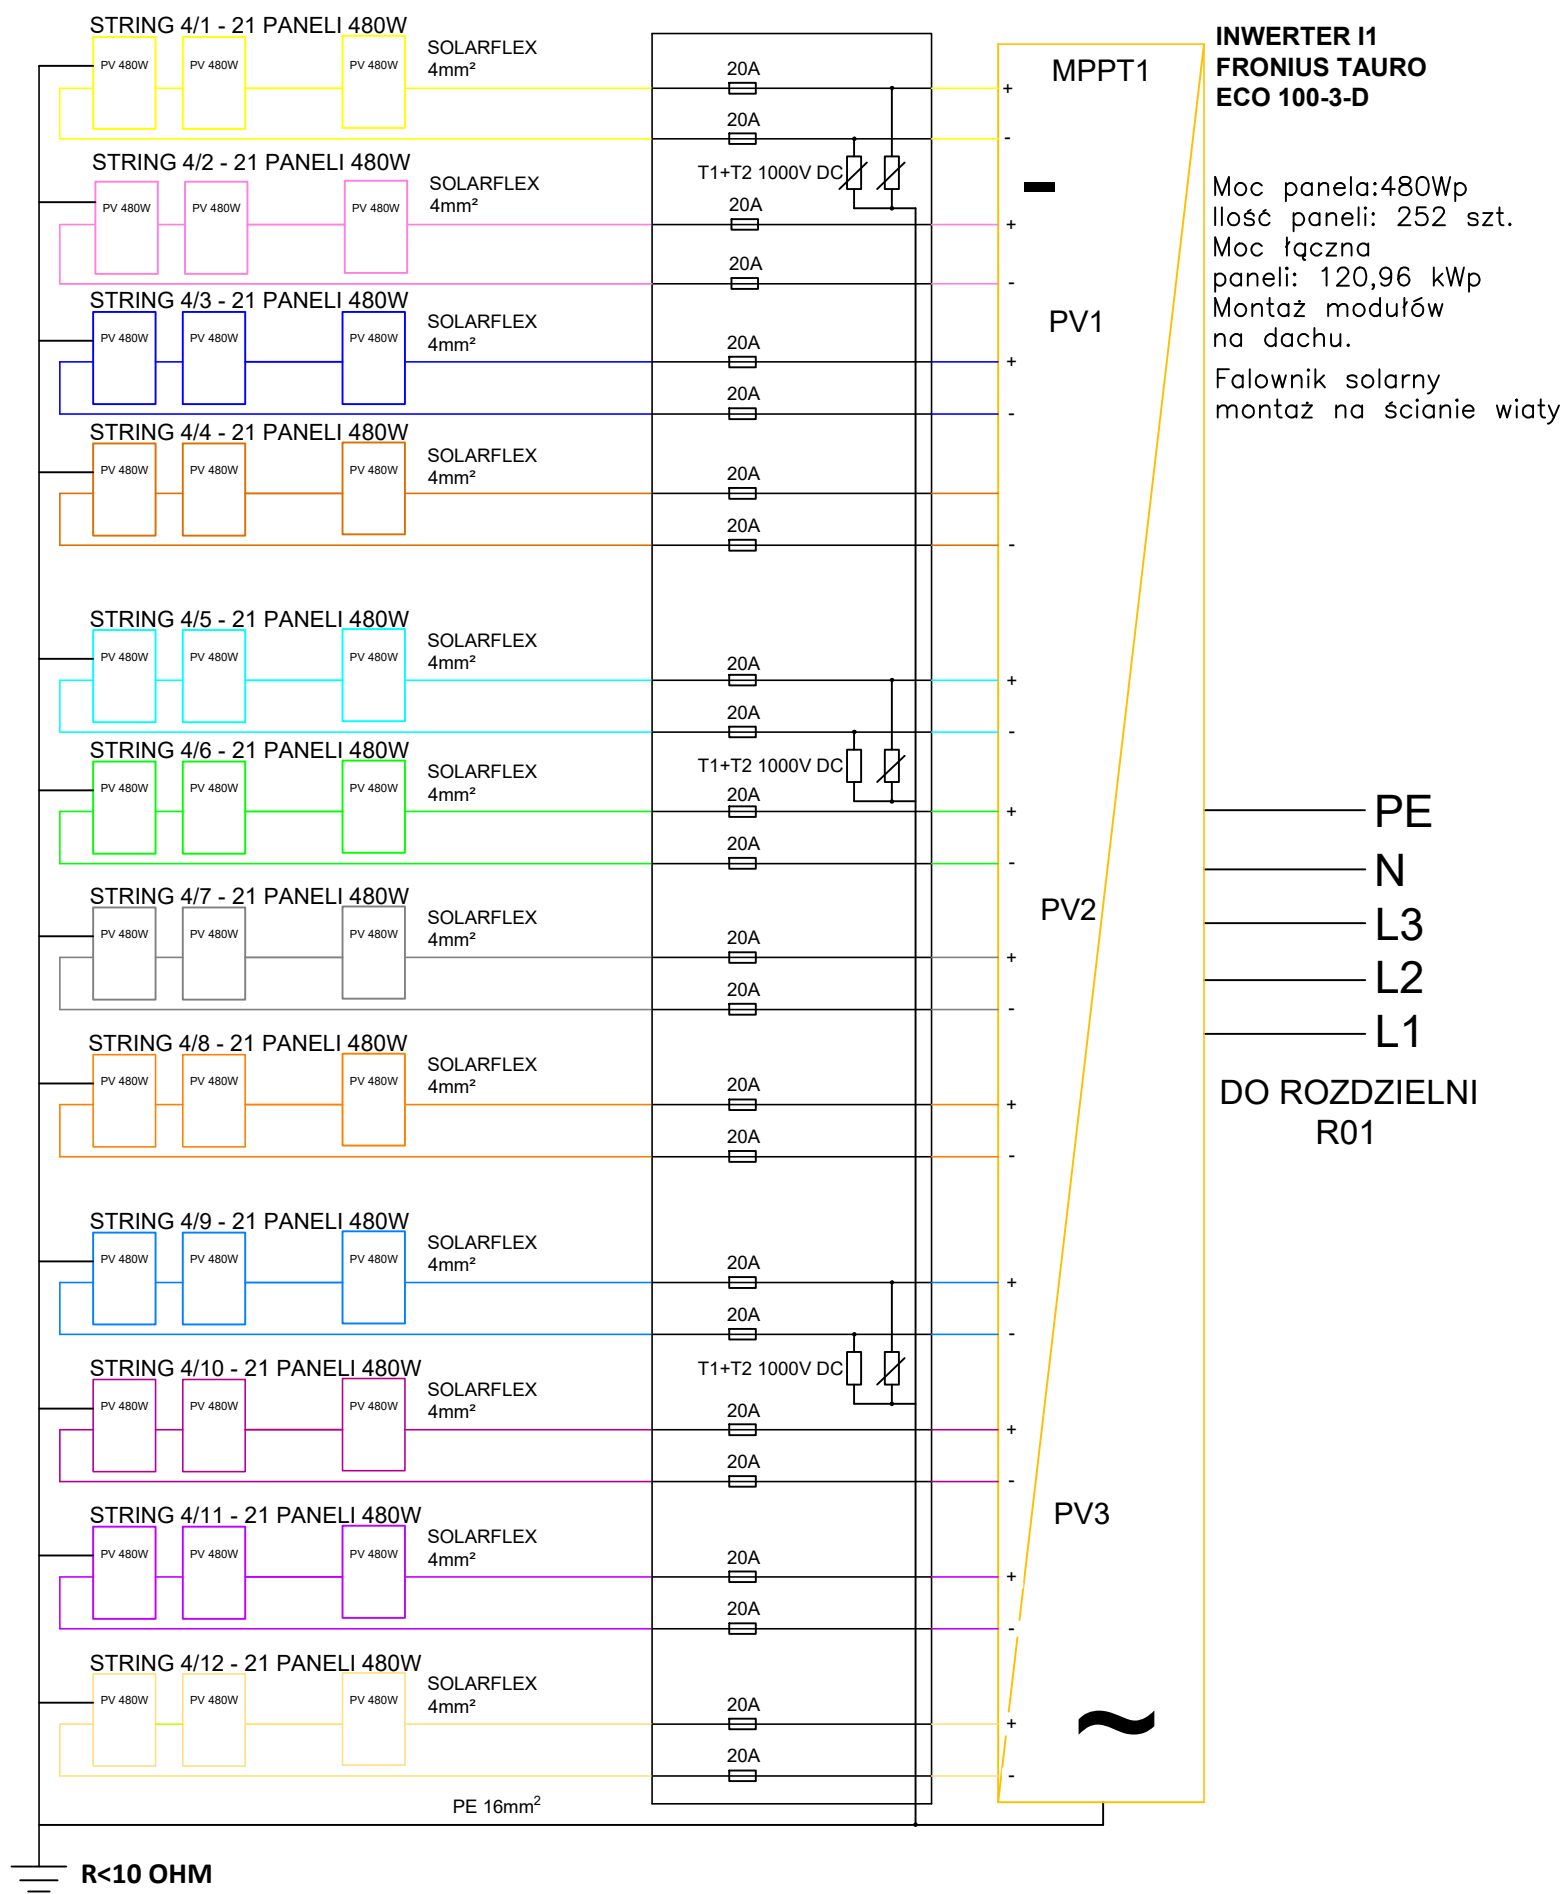 STRING 4/1 - 21 PANELI 480W
PV 480W PV 480W PV 480W
SOLARFLEX
4mm²
20A
20A
T1+T2 1000V DC
STRING 4/2 - 21 PANELI 480W
PV 480W PV 480W PV 480W
SOLARFLEX
4mm²
20A
20A
STRING 4/3 - 21 PANELI 480W
PV 480W PV 480W PV 480W
SOLARFLEX
4mm²
20A
20A
STRING 4/4 - 21 PANELI 480W
PV 480W PV 480W PV 480W
SOLARFLEX
4mm²
20A
20A
STRING 4/5 - 21 PANELI 480W
PV 480W PV 480W PV 480W
SOLARFLEX
4mm²
20A
20A
T1+T2 1000V DC
STRING 4/6 - 21 PANELI 480W
PV 480W PV 480W PV 480W
SOLARFLEX
4mm²
20A
20A
STRING 4/7 - 21 PANELI 480W
PV 480W PV 480W PV 480W
SOLARFLEX
4mm²
20A
20A
STRING 4/8 - 21 PANELI 480W
PV 480W PV 480W PV 480W
SOLARFLEX
4mm²
20A
20A
STRING 4/9 - 21 PANELI 480W
PV 480W PV 480W PV 480W
SOLARFLEX
4mm²
20A
20A
T1+T2 1000V DC
STRING 4/10 - 21 PANELI 480W
PV 480W PV 480W PV 480W
SOLARFLEX
4mm²
20A
20A
STRING 4/11 - 21 PANELI 480W
PV 480W PV 480W PV 480W
SOLARFLEX
4mm²
20A
20A
STRING 4/12 - 21 PANELI 480W
PV 480W PV 480W PV 480W
SOLARFLEX
4mm²
20A
20A
PE 16mm²
R<10 OHM
MPPT1
+
-
+
-
PV1
+
-
-
+
-
+
-
PV2
+
-
+
-
+
-
+
-
PV3
+
-
+
-
~
INWERTER I1
FRONIUS TAURO
ECO 100-3-D
Moc panela:480Wp
Ilość paneli: 252 szt.
Moc łączna
paneli: 120,96 kWp
Montaż modułów
na dachu.
Falownik solarny
montaż na ścianie wiaty
PE
N
L3
L2
L1
DO ROZDZIELNI
R01